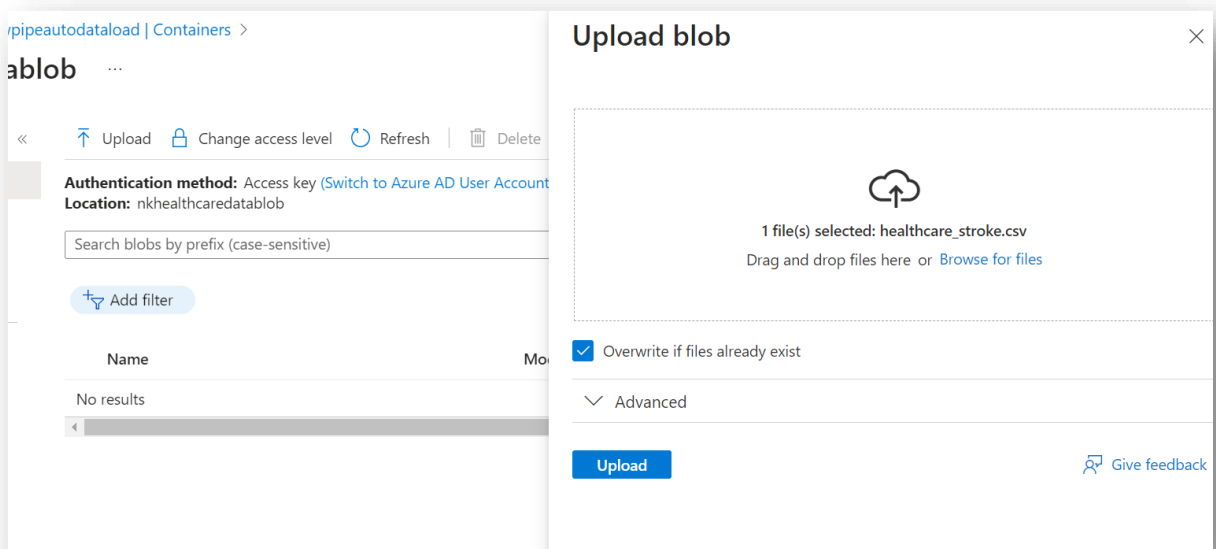 ypipeautodataload | Containers >
ablob ...
« Upload Change access level Refresh Delete
Authentication method: Access key (Switch to Azure AD User Account
Location: nkhealthcaredatablob
Search blobs by prefix (case-sensitive)
Add filter
Name Mod
No results
Upload blob
1 file(s) selected: healthcare_stroke.csv
Drag and drop files here or Browse for files
Overwrite if files already exist
Advanced
Upload Give feedback